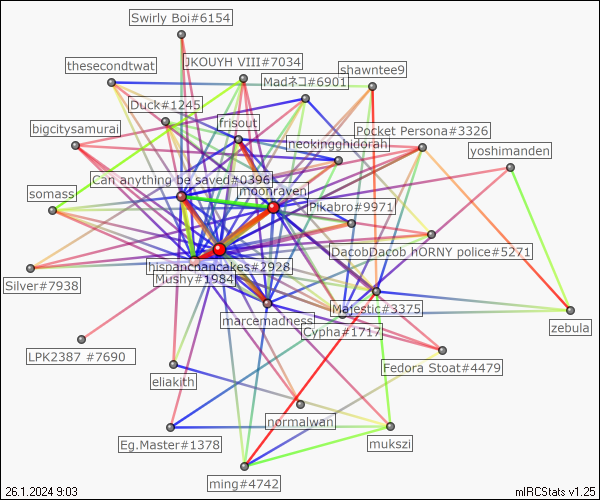 Swirly Boi#6154
thesecondtwat
JKOUYH VIII#7034
shawntee9
Madネコ#6901
Duck#1245
frisout
bigcitysamurai
Pocket Persona#3326
neokingghidorah
yoshimanden
Can anything be saved#0396
moonraven
somass
Pikabro#9971
DacobDacob hORNY police#5271
hispanchancakes#2928
Mushy#1984
Silver#7938
Majestic#3375
marcemadness
Cypha#1717
zebula
LPK2387 #7690
Fedora Stoat#4479
eliakith
normalwan
Eg.Master#1378
mukszi
ming#4742
26.1.2024 9:03
mIRCStats v1.25